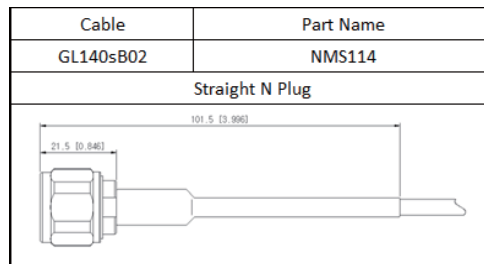 Cable Part Name
GL140sB02 NMS114
Straight N Plug
101.5 [3.996]
21.5 [0.846]